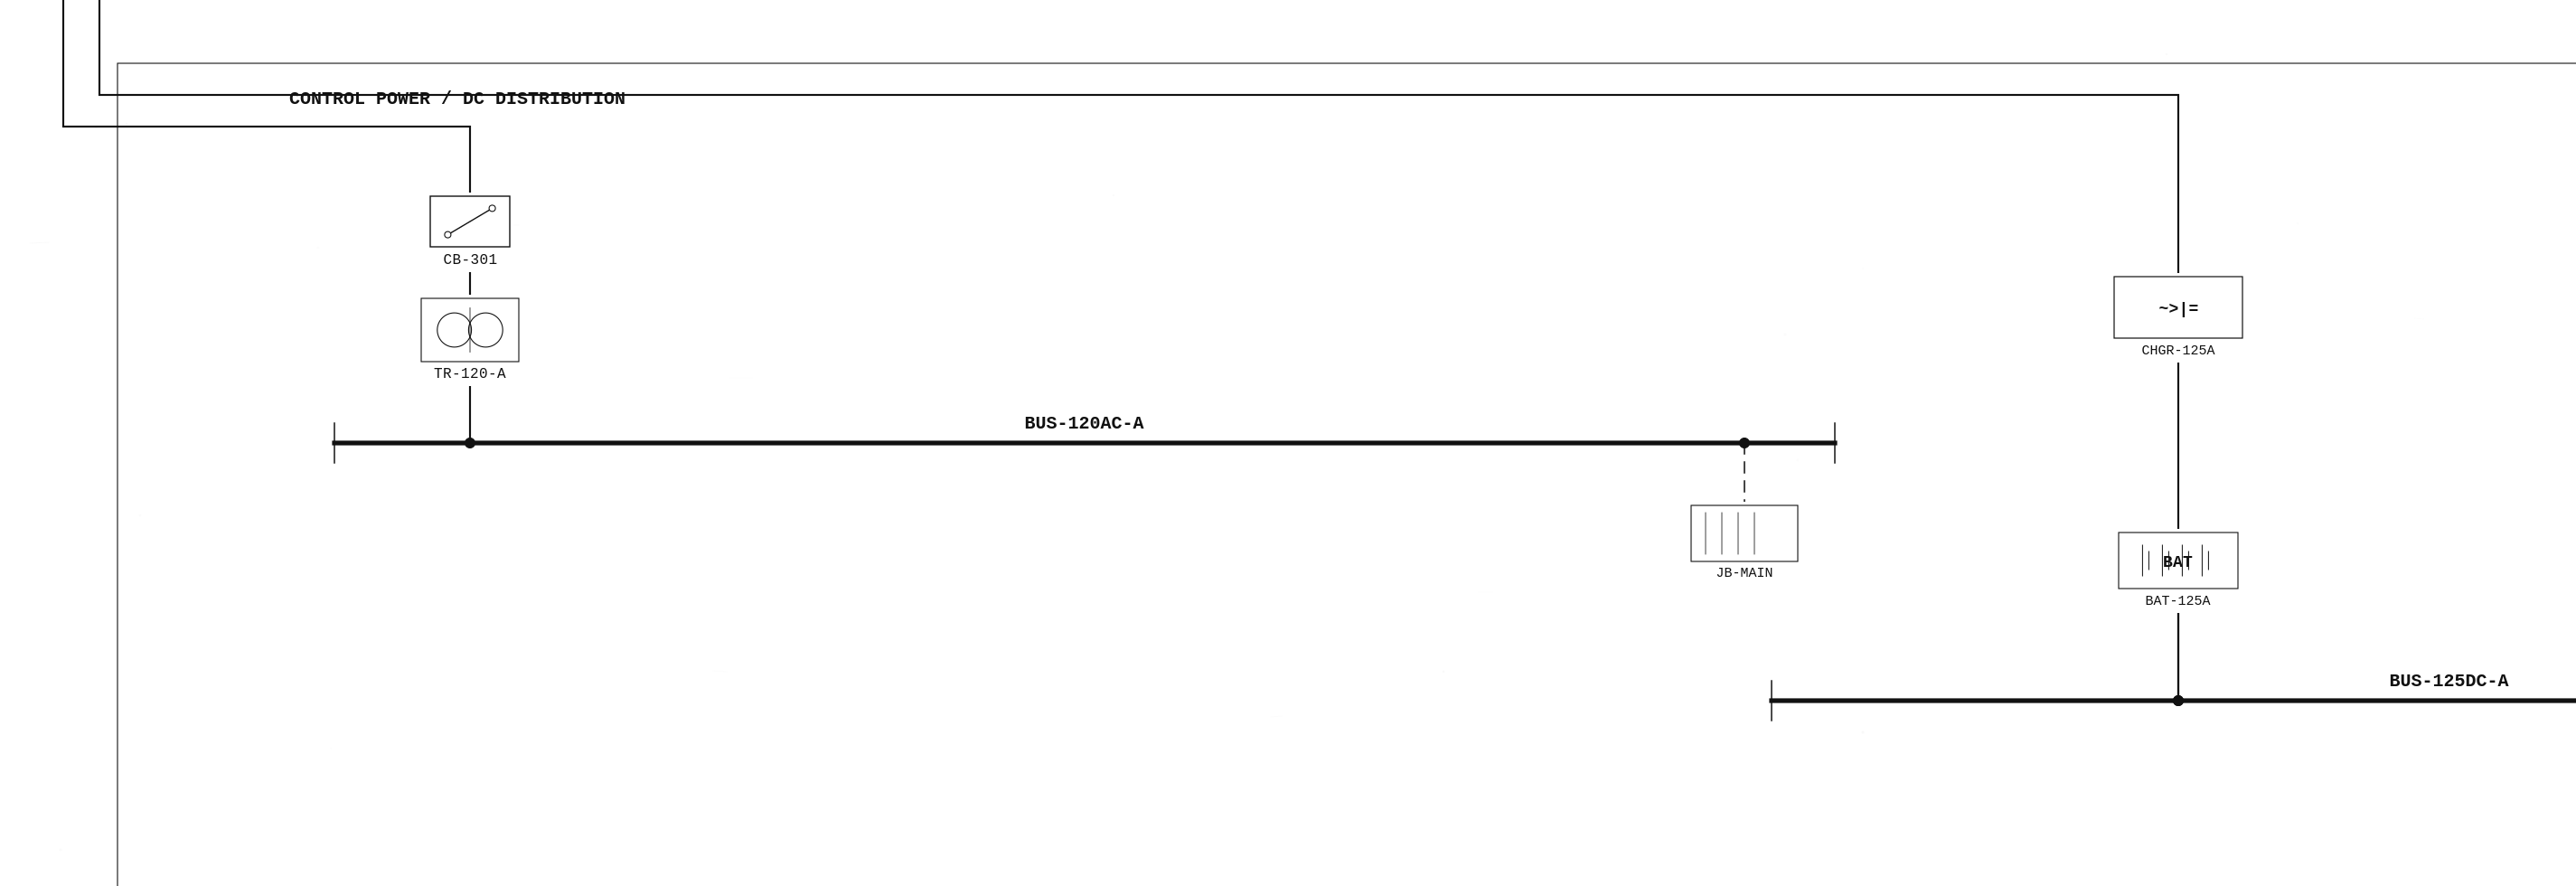 CONTROL POWER / DC DISTRIBUTION
CB-301
~>|=
CHGR-125A
TR-120-A
BUS-120AC-A
JB-MAIN
BAT
BAT-125A
BUS-125DC-A